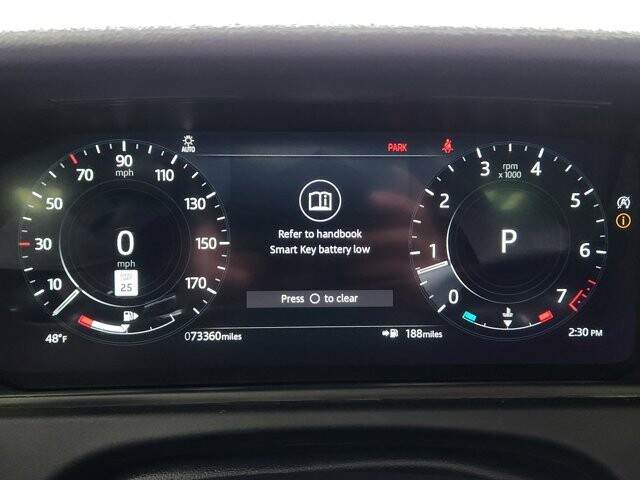 AUTO
PARK
10
30
50
70
90
mph
110
130
150
170
0
mph
25
Refer to handbook
Smart Key battery low
Press to clear
0
1
2
3
4
5
6
7
rpm
x 1000
P
48°F
073360miles
188miles
2:30 PM